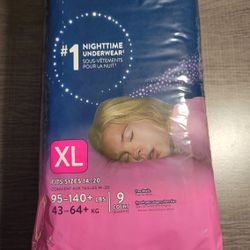 #1 NIGHTTIME
UNDERWEAR*
SOUS-VÊTEMENTS
POUR LA NUIT*
XL
FITS SIZES 14-20
95-140+ LBS
43-64+ KG
9
COUNT